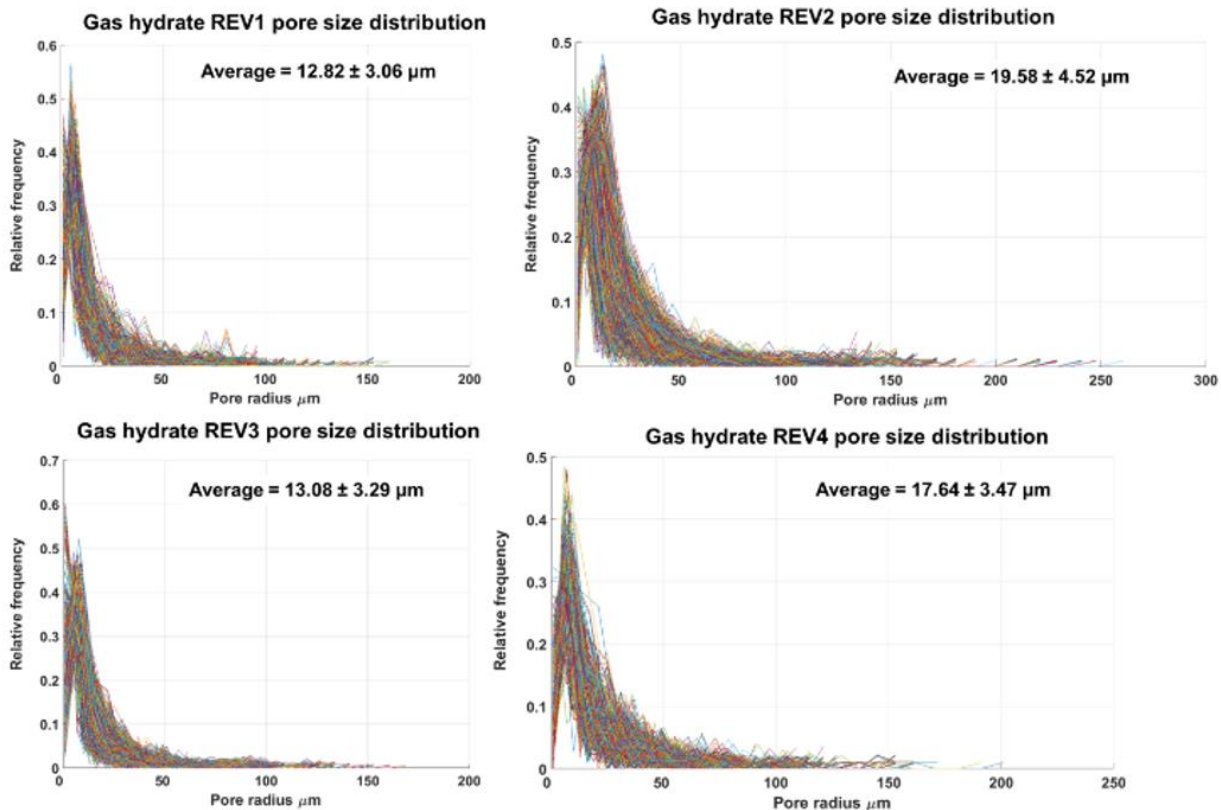 Gas hydrate REV1 pore size distribution
Average = 12.82 ± 3.06 μm
Relative frequency
0.6
0.5
0.4
0.3
0.2
0.1
0
0 50 100 150 200
Pore radius μm
Gas hydrate REV2 pore size distribution
Average = 19.58 ± 4.52 μm
Relative frequency
0.5
0.4
0.3
0.2
0.1
0
0 50 100 150 200 250 300
Pore radius μm
Gas hydrate REV3 pore size distribution
Average = 13.08 ± 3.29 μm
Relative frequency
0.7
0.6
0.5
0.4
0.3
0.2
0.1
0
0 50 100 150 200
Pore radius μm
Gas hydrate REV4 pore size distribution
Average = 17.64 ± 3.47 μm
Relative frequency
0.5
0.4
0.3
0.2
0.1
0
0 50 100 150 200 250
Pore radius μm